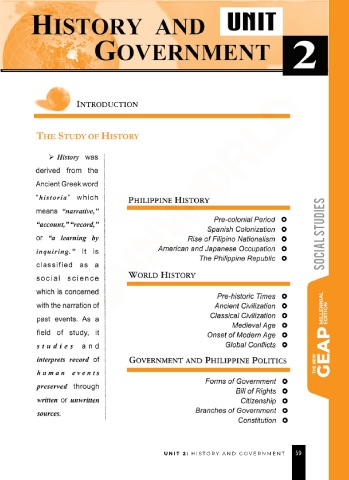 HISTORY AND UNIT
GOVERNMENT 2
INTRODUCTION
THE STUDY OF HISTORY
➢ History was
derived from the
Ancient Greek word
"historia" which
means "narrative,"
"account," "record,"
or "a learning by
inquiring." It is
classified as a
social science
which is concerned
with the narration of
past events. As a
field of study, it
studies and
interprets record of
human events
preserved through
written or unwritten
sources.
PHILIPPINE HISTORY
Pre-colonial Period
Spanish Colonization
Rise of Filipino Nationalism
American and Japanese Occupation
The Philippine Republic
WORLD HISTORY
Pre-historic Times
Ancient Civilization
Classical Civilization
Medieval Age
Onset of Modern Age
Global Conflicts
GOVERNMENT AND PHILIPPINE POLITICS
Forms of Government
Bill of Rights
Citizenship
Branches of Government
Constitution
SOCIAL STUDIES
THE NEW
GEAP MILLENNIAL
EDITION
UNIT 2: HISTORY AND GOVERNMENT 59